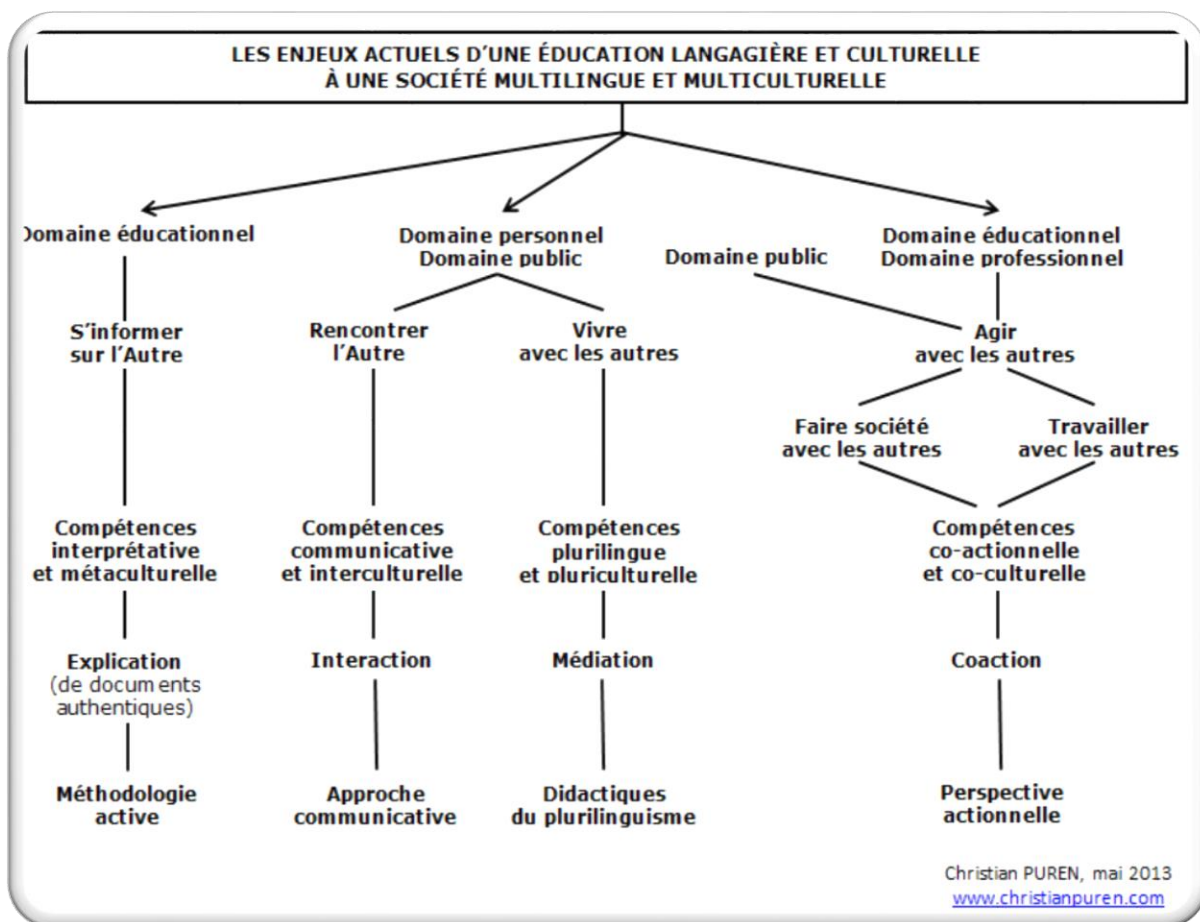 LES ENJEUX ACTUELS D'UNE ÉDUCATION LANGAGIÈRE ET CULTURELLE
À UNE SOCIÉTÉ MULTILINGUE ET MULTICULTURELLE
Domaine éducationnel
Domaine personnel
Domaine public
Domaine public
Domaine éducationnel
Domaine professionnel
S'informer
sur l'Autre
Rencontrer
l'Autre
Vivre
avec les autres
Agir
avec les autres
Faire société
avec les autres
Travailler
avec les autres
Compétences
interprétative
et métaculturelle
Compétences
communicative
et interculturelle
Compétences
plurilingue
et pluriculturelle
Compétences
co-actionnelle
et co-culturelle
Explication
(de documents
authentiques)
Interaction
Médiation
Coaction
Méthodologie
active
Approche
communicative
Didactiques
du plurilinguisme
Perspective
actionnelle
Christian PUREN, mai 2013
www.christianpuren.com